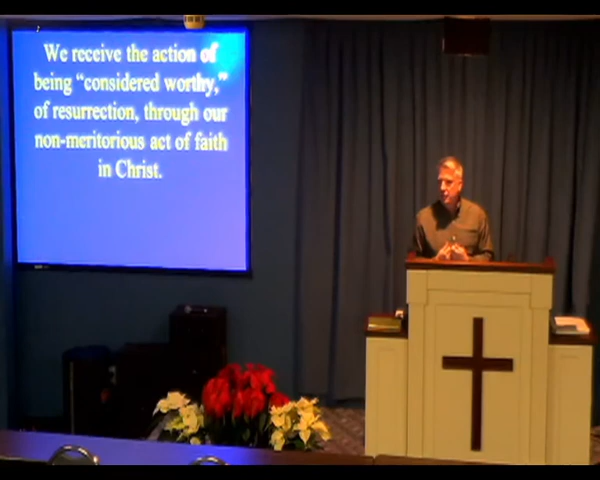 We receive the action of
being “considered worthy,”
of resurrection, through our
non-meritorious act of faith
in Christ.